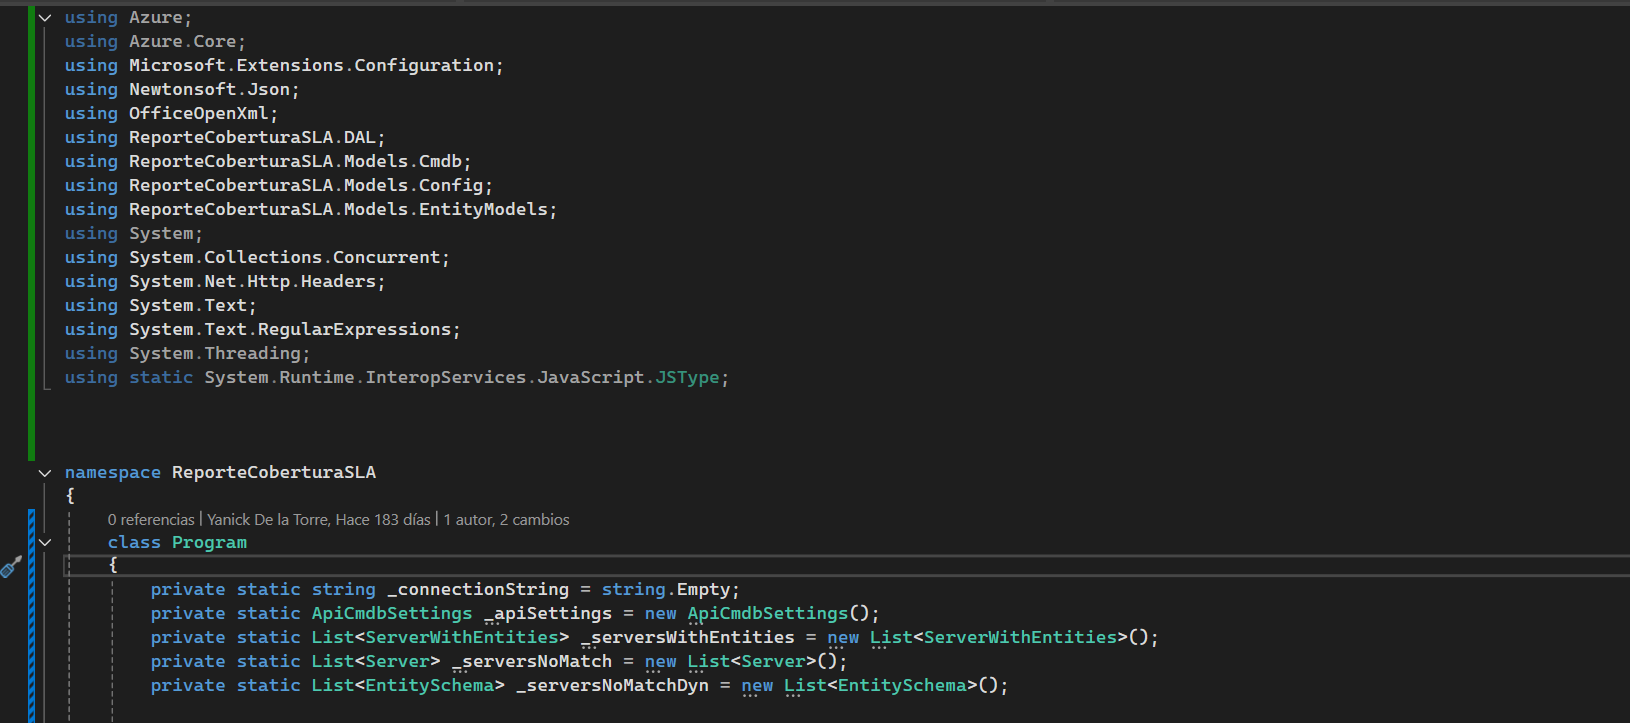 using Azure;
using Azure.Core;
using Microsoft.Extensions.Configuration;
using Newtonsoft.Json;
using OfficeOpenXml;
using ReporteCoberturaSLA.DAL;
using ReporteCoberturaSLA.Models.Cmdb;
using ReporteCoberturaSLA.Models.Config;
using ReporteCoberturaSLA.Models.EntityModels;
using System;
using System.Collections.Concurrent;
using System.Net.Http.Headers;
using System.Text;
using System.Text.RegularExpressions;
using System.Threading;
using static System.Runtime.InteropServices.JavaScript.JSType;
namespace ReporteCoberturaSLA
{
0 referencias | Yanick De la Torre, Hace 183 días | 1 autor, 2 cambios
class Program
{
private static string _connectionString = string.Empty;
private static ApiCmdbSettings _apiSettings = new ApiCmdbSettings();
private static List<ServerWithEntities> _serversWithEntities = new List<ServerWithEntities>();
private static List<Server> _serversNoMatch = new List<Server>();
private static List<EntitySchema> _serversNoMatchDyn = new List<EntitySchema>();